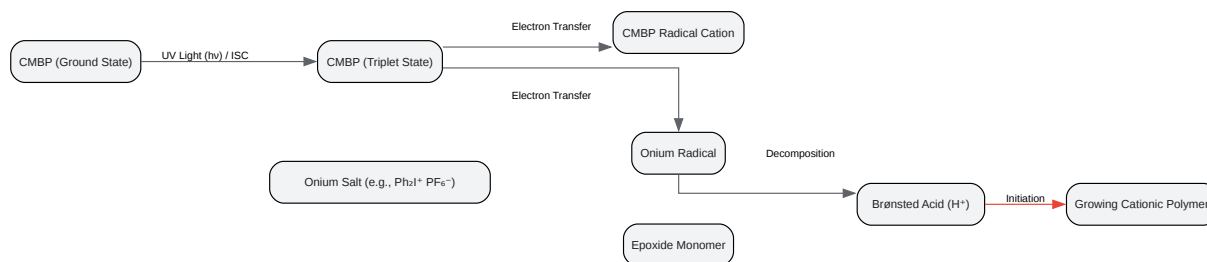 Electron Transfer
CMBP Radical Cation
CMBP (Ground State)
UV Light (hν) / ISC
CMBP (Triplet State)
Electron Transfer
Onium Radical
Decomposition
Onium Salt (e.g., Ph₂I⁺ PF₆⁻)
Brønsted Acid (H⁺)
Initiation
Growing Cationic Polymer
Epoxide Monomer